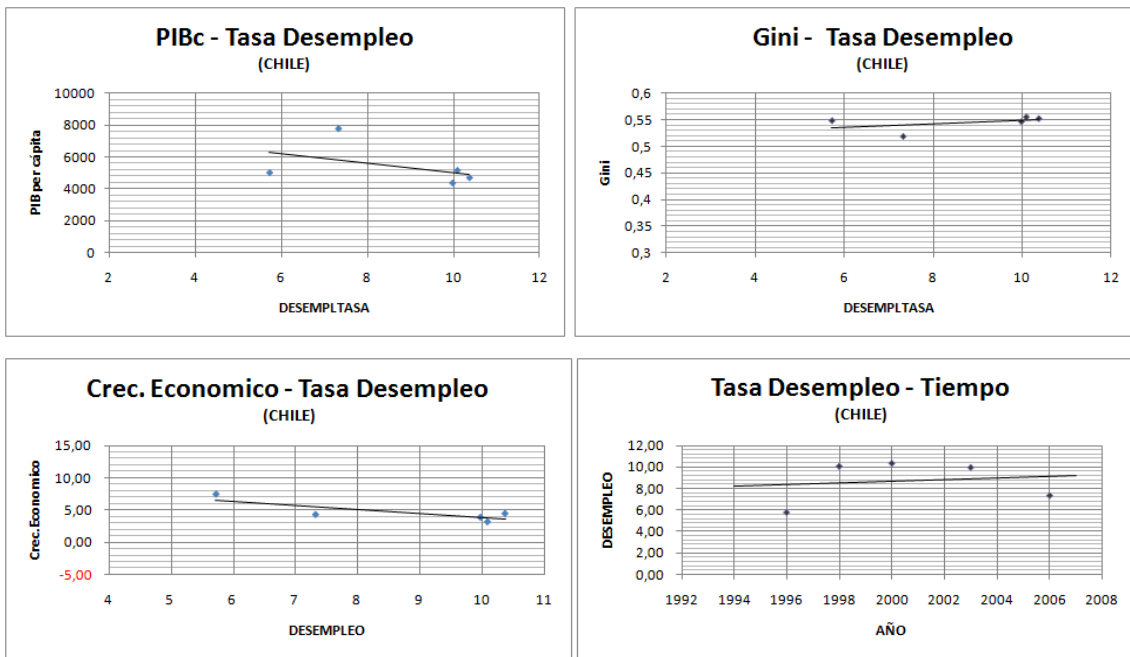 PIBc - Tasa Desempleo
(CHILE)
PIB per cápita
10000
8000
6000
4000
2000
0
2 4 6 8 10 12
DESEMPLTASA
Gini - Tasa Desempleo
(CHILE)
Gini
0,6
0,55
0,5
0,45
0,4
0,35
0,3
2 4 6 8 10 12
DESEMPLTASA
Crec. Economico - Tasa Desempleo
(CHILE)
Crec.Economico
15,00
10,00
5,00
0,00
-5,00
4 5 6 7 8 9 10 11
DESEMPLEO
Tasa Desempleo - Tiempo
(CHILE)
DESEMPLEO
12,00
10,00
8,00
6,00
4,00
2,00
0,00
1992 1994 1996 1998 2000 2002 2004 2006 2008
AÑO